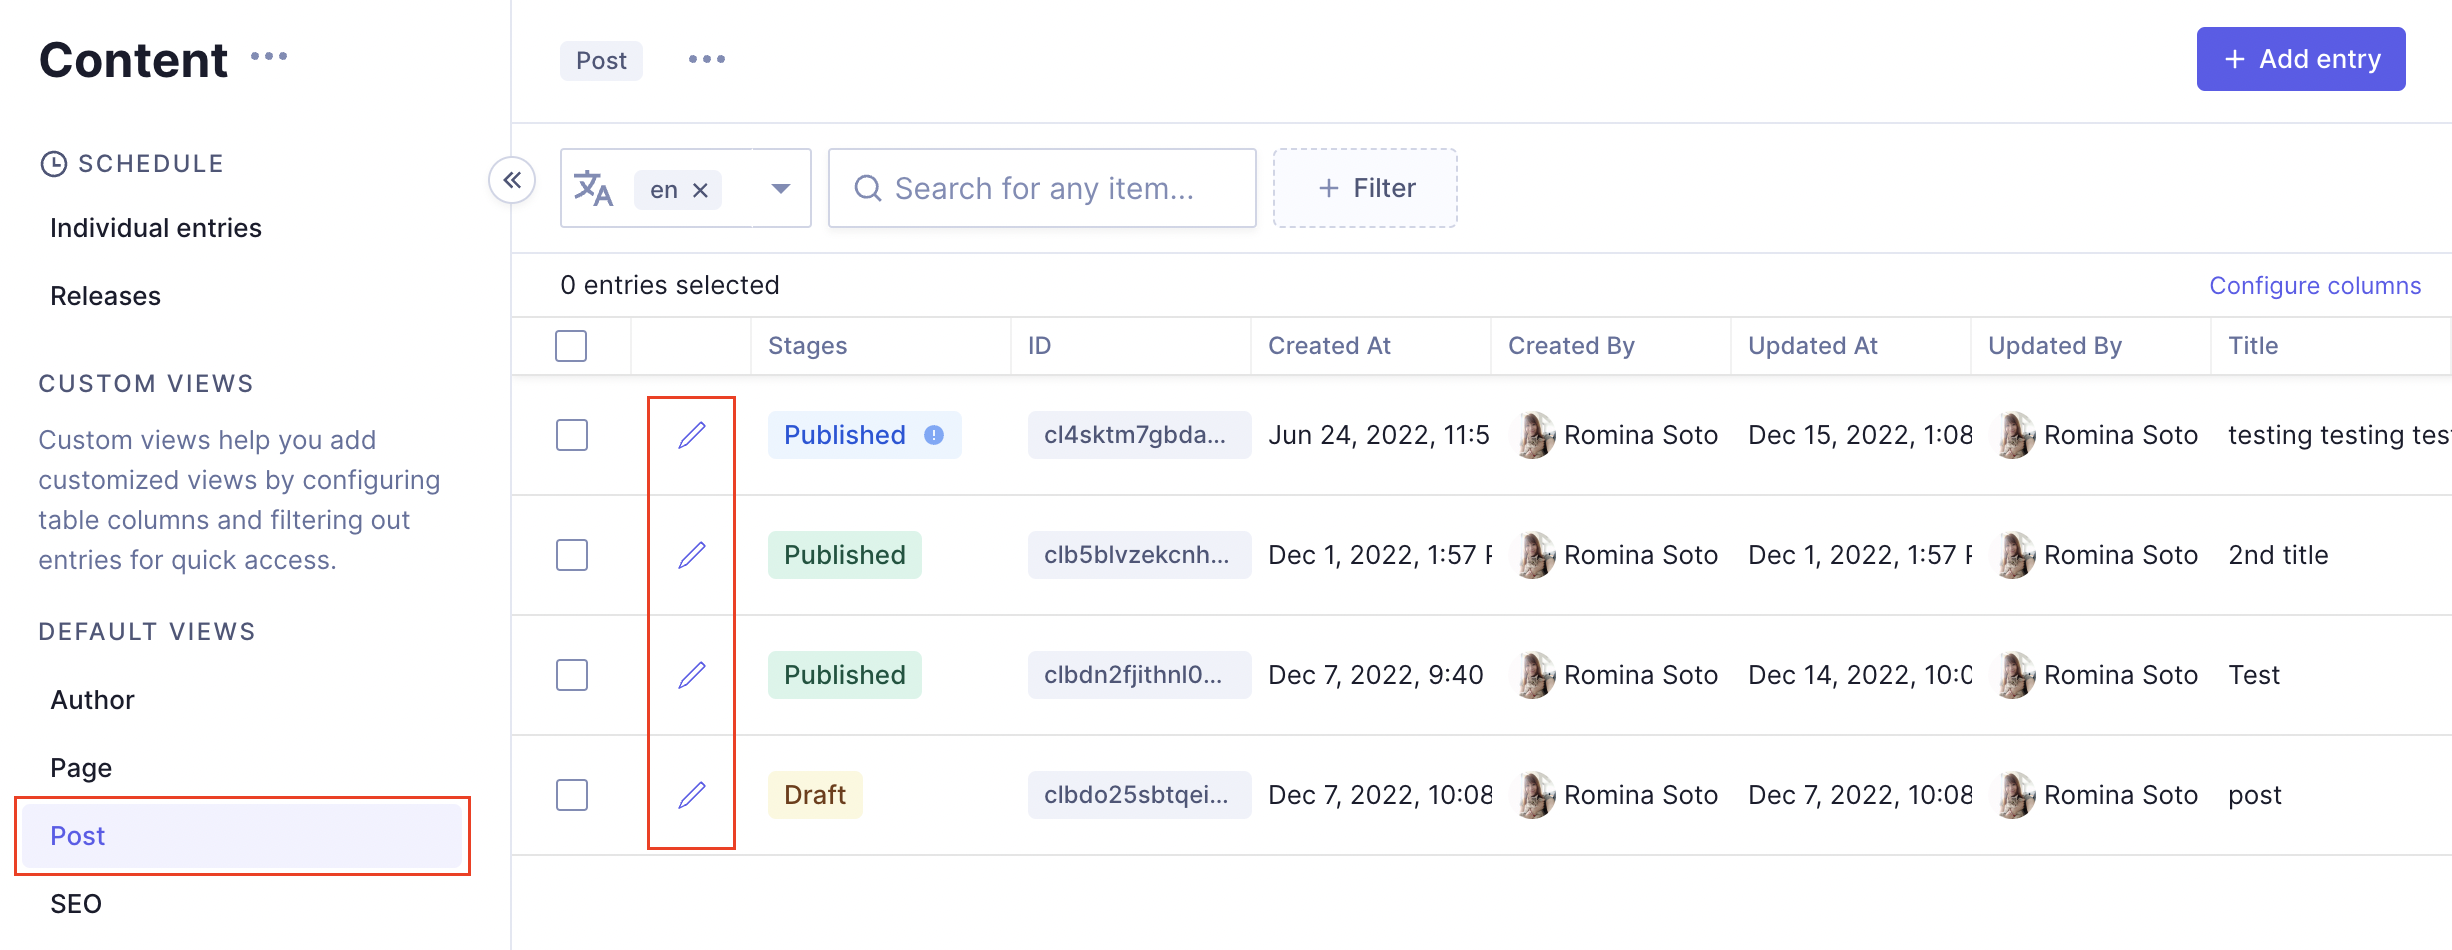 Content
SCHEDULE
Individual entries
Releases
CUSTOM VIEWS
Custom views help you add
customized views by configuring
table columns and filtering out
entries for quick access.
DEFAULT VIEWS
Author
Page
Post
SEO
Post
+ Add entry
en
Search for any item...
+ Filter
0 entries selected
Configure columns
Stages ID Created At Created By Updated At Updated By Title
Published cl4sktm7gbda... Jun 24, 2022, 11:5 Romina Soto Dec 15, 2022, 1:08 Romina Soto testing testing tes
Published clb5blvzekcnh... Dec 1, 2022, 1:57 Romina Soto Dec 1, 2022, 1:57 Romina Soto 2nd title
Published clbdn2fjithnl0... Dec 7, 2022, 9:40 Romina Soto Dec 14, 2022, 10:0 Romina Soto Test
Draft clbdo25sbtqei... Dec 7, 2022, 10:08 Romina Soto Dec 7, 2022, 10:08 Romina Soto post